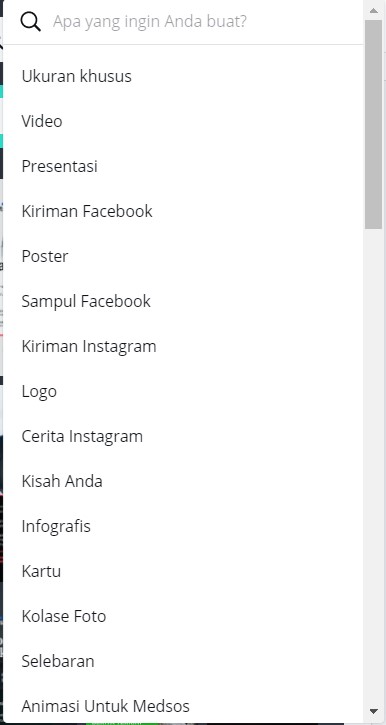 Apa yang ingin Anda buat?
Ukuran khusus
Video
Presentasi
Kiriman Facebook
Poster
Sampul Facebook
Kiriman Instagram
Logo
Cerita Instagram
Kisah Anda
Infografis
Kartu
Kolase Foto
Selebaran
Animasi Untuk Medsos